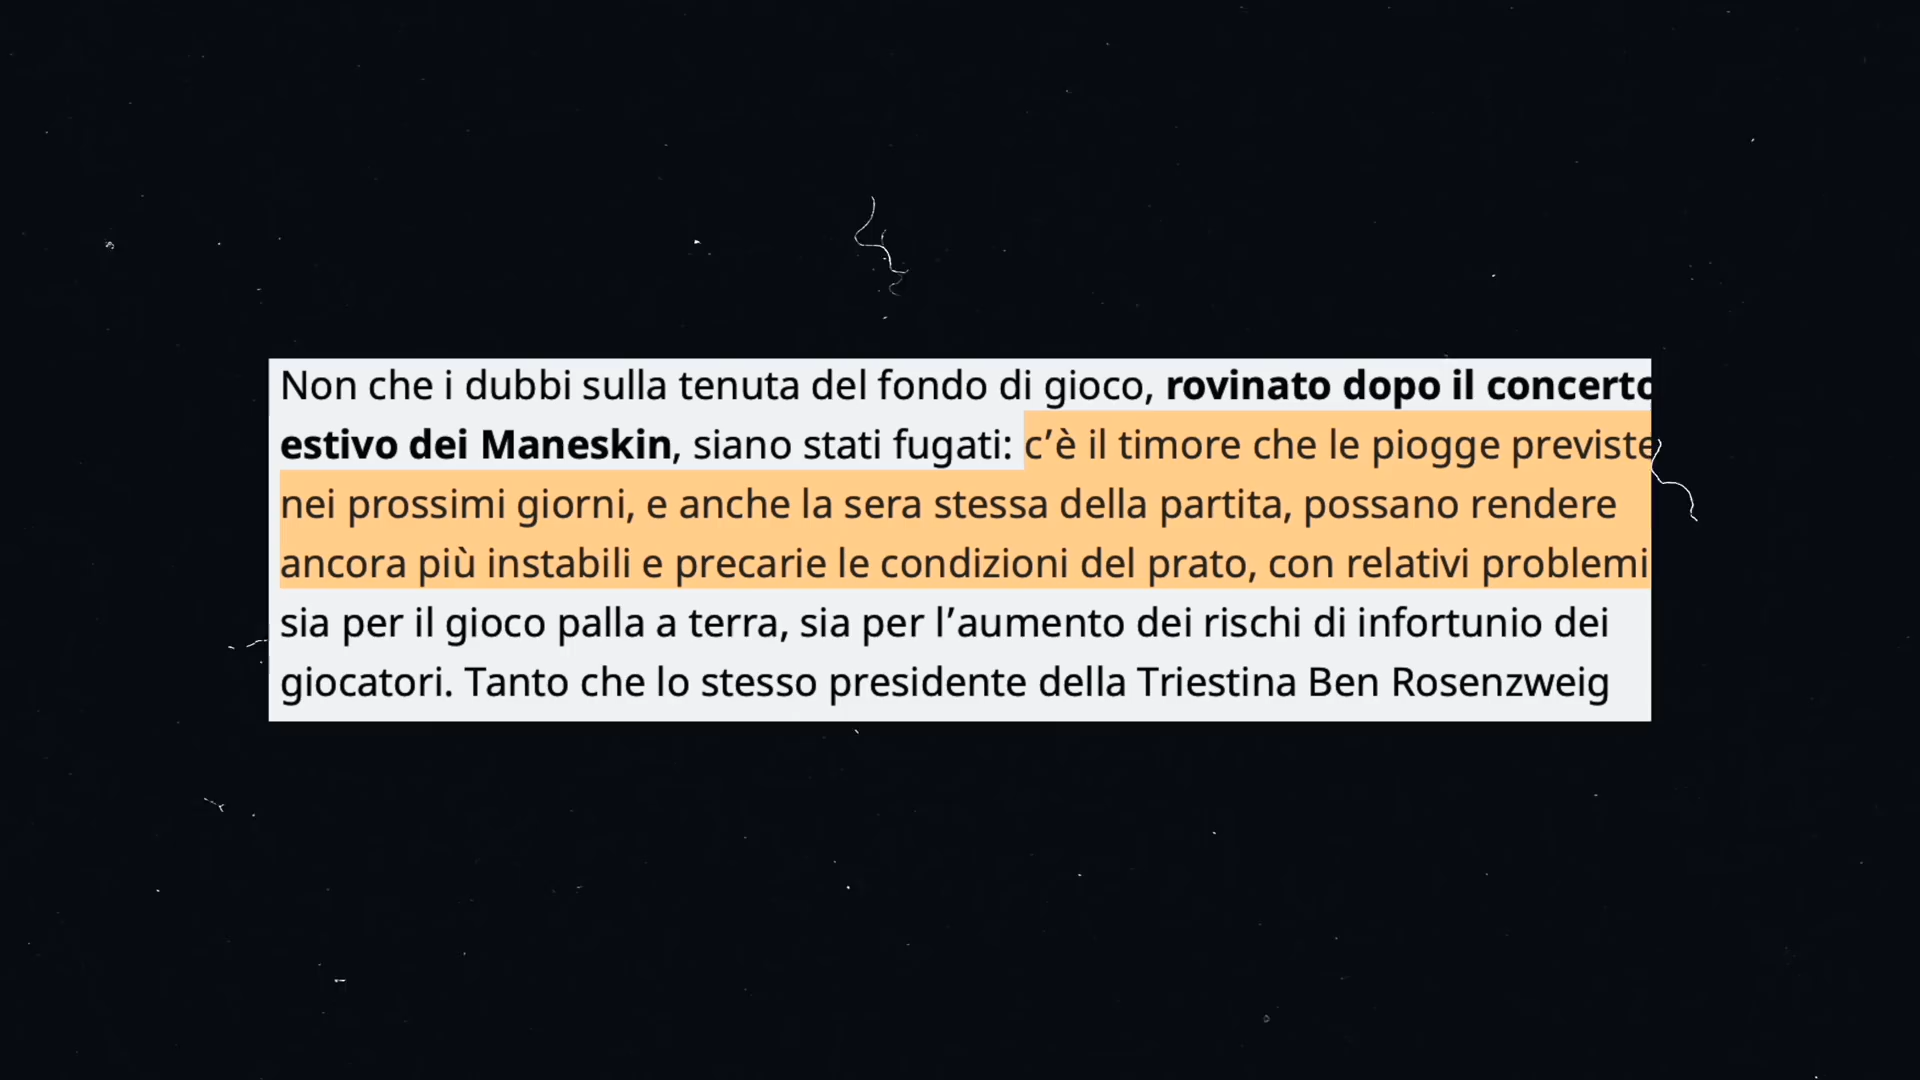 Non che i dubbi sulla tenuta del fondo di gioco, rovinato dopo il concerto
estivo dei Maneskin, siano stati fugati: c’è il timore che le piogge previste
nei prossimi giorni, e anche la sera stessa della partita, possano rendere
ancora più instabili e precarie le condizioni del prato, con relativi problemi
sia per il gioco palla a terra, sia per l’aumento dei rischi di infortunio dei
giocatori. Tanto che lo stesso presidente della Triestina Ben Rosenzweig